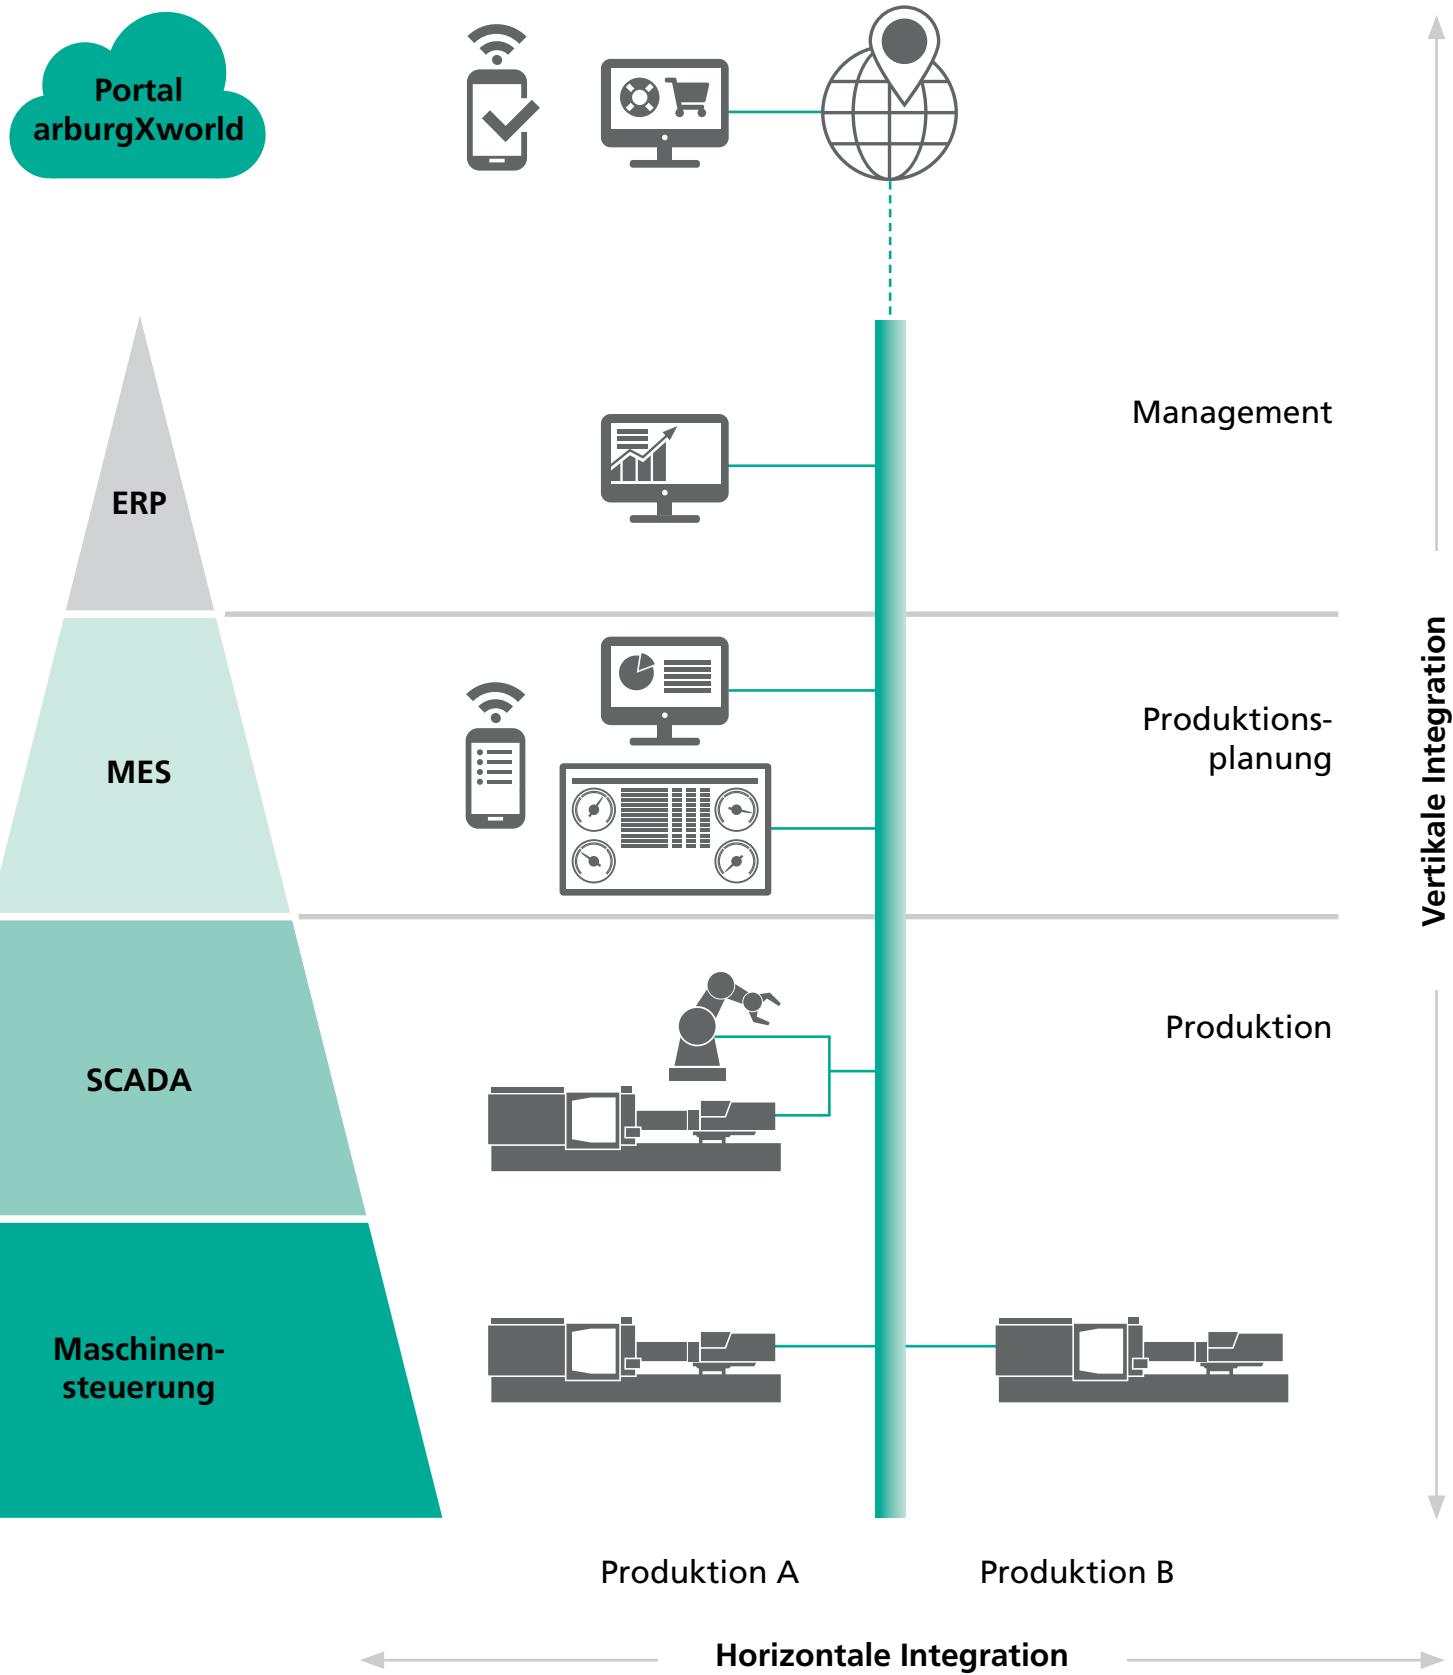 Portal
arburgXworld
Management
ERP
Produktions-
planung
MES
Vertikale Integration
Produktion
SCADA
Maschinen-
steuerung
Produktion A
Produktion B
Horizontale Integration